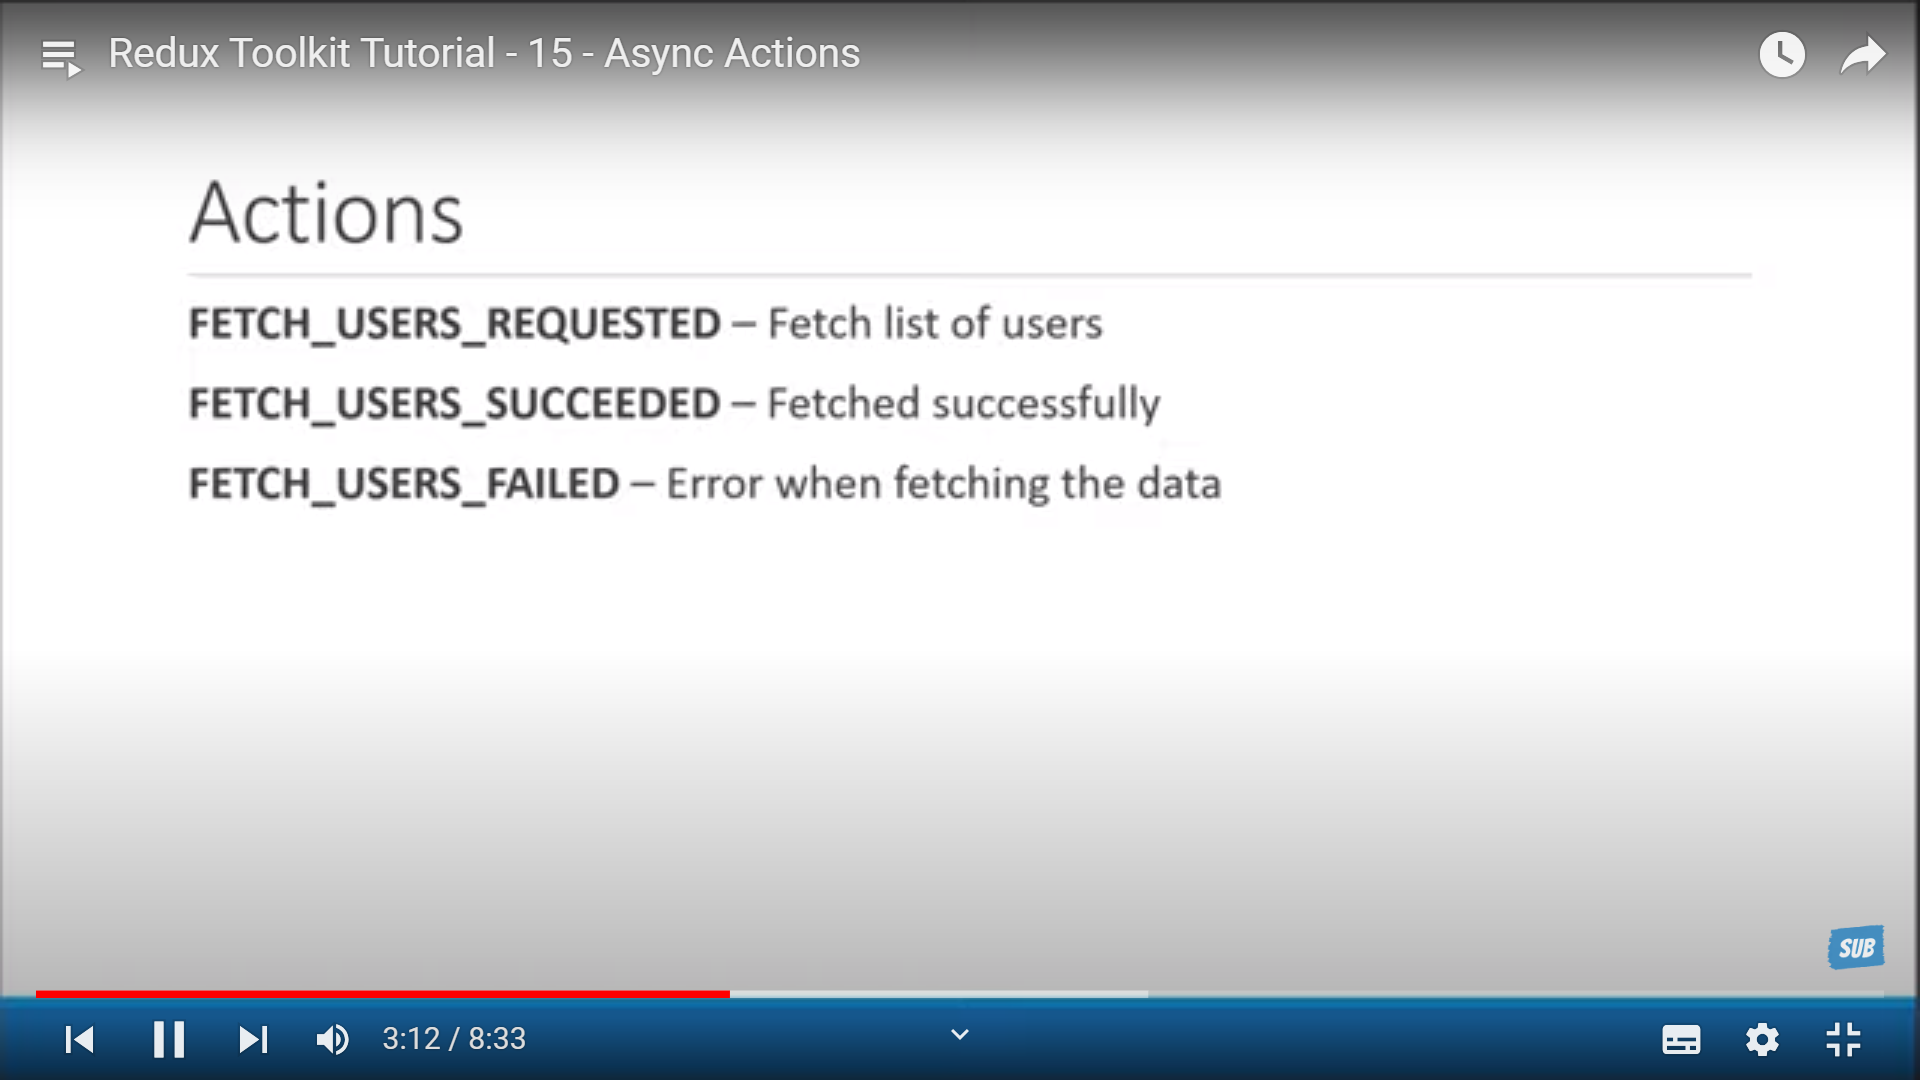 Redux Toolkit Tutorial - 15 - Async Actions
Actions
FETCH_USERS_REQUESTED – Fetch list of users
FETCH_USERS_SUCCEEDED – Fetched successfully
FETCH_USERS_FAILED – Error when fetching the data
SUB
3:12 / 8:33